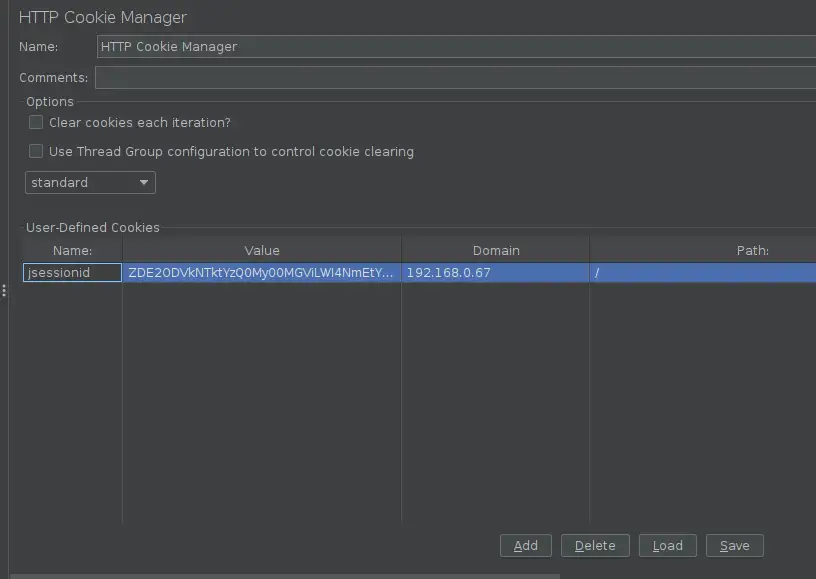 HTTP Cookie Manager
Name: HTTP Cookie Manager
Comments:
Options
Clear cookies each iteration?
Use Thread Group configuration to control cookie clearing
standard
User-Defined Cookies
Name: Value Domain Path:
jsessionid ZDE2ODVkNTktYzQ0My00MGViLWI4NmEtY... 192.168.0.67 /
Add Delete Load Save